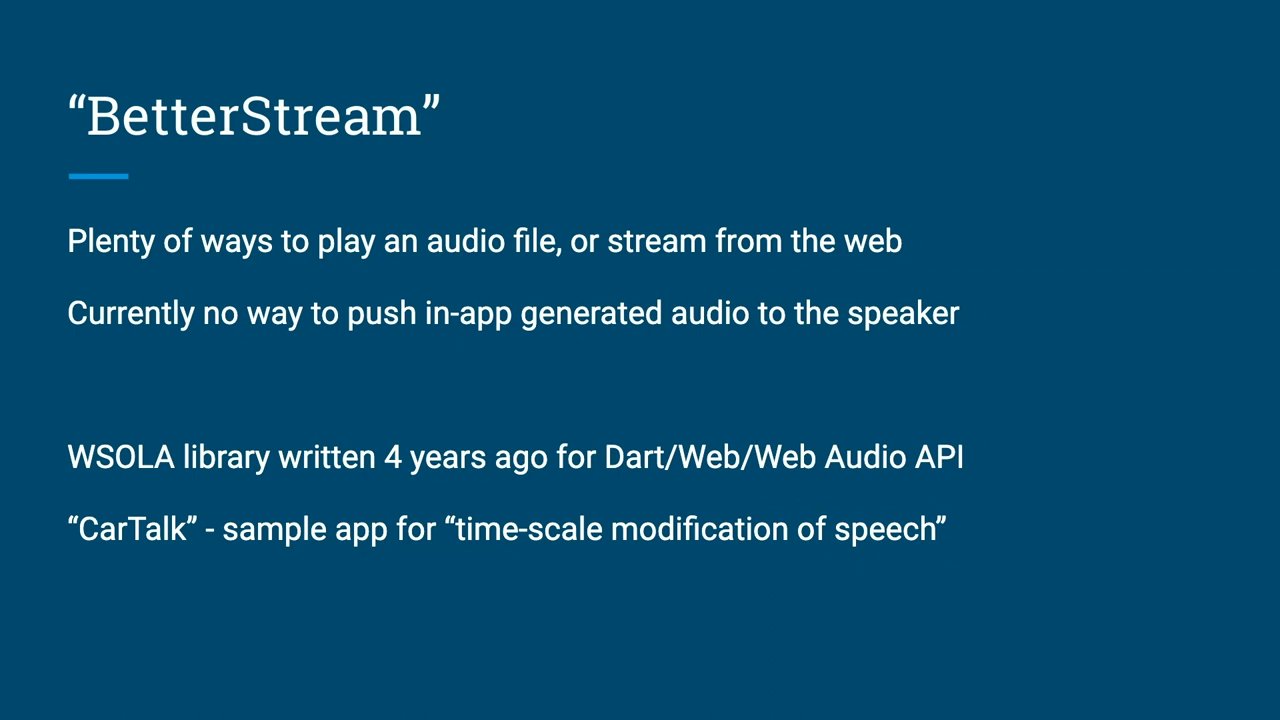 “BetterStream”
Plenty of ways to play an audio file, or stream from the web
Currently no way to push in-app generated audio to the speaker
WSOLA library written 4 years ago for Dart/Web/Web Audio API
“CarTalk” - sample app for “time-scale modification of speech”